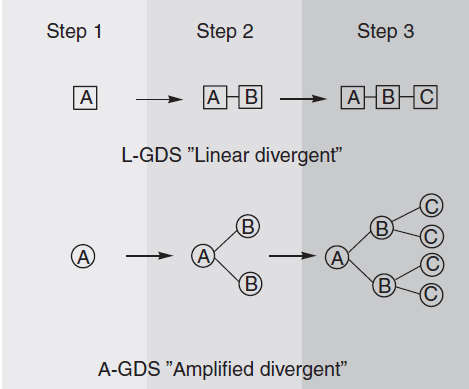 Step 1 Step 2 Step 3
A A B A B C
L-GDS ”Linear divergent”
C
B B C
A A A C
B B C
A-GDS ”Amplified divergent”